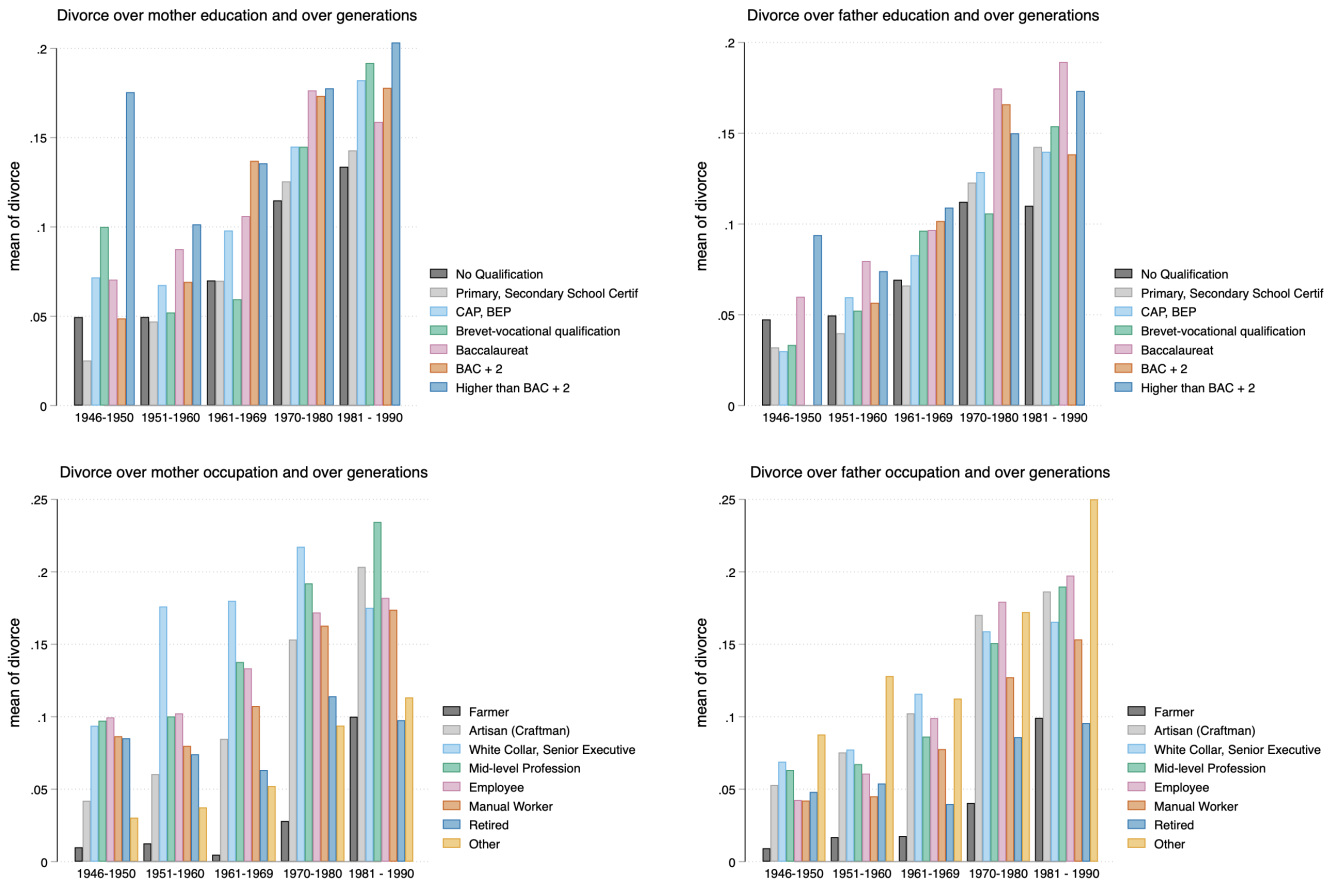 Divorce over mother education and over generations
mean of divorce
.2
.15
.1
.05
0
1946-1950 1951-1960 1961-1969 1970-1980 1981 - 1990
No Qualification
Primary, Secondary School Certif
CAP, BEP
Brevet-vocational qualification
Baccalaureat
BAC + 2
Higher than BAC + 2
Divorce over father education and over generations
mean of divorce
.2
.15
.1
.05
0
1946-1950 1951-1960 1961-1969 1970-1980 1981 - 1990
No Qualification
Primary, Secondary School Certif
CAP, BEP
Brevet-vocational qualification
Baccalaureat
BAC + 2
Higher than BAC + 2
Divorce over mother occupation and over generations
mean of divorce
.25
.2
.15
.1
.05
0
1946-1950 1951-1960 1961-1969 1970-1980 1981 - 1990
Farmer
Artisan (Craftman)
White Collar, Senior Executive
Mid-level Profession
Employee
Manual Worker
Retired
Other
Divorce over father occupation and over generations
mean of divorce
.25
.2
.15
.1
.05
0
1946-1950 1951-1960 1961-1969 1970-1980 1981 - 1990
Farmer
Artisan (Craftman)
White Collar, Senior Executive
Mid-level Profession
Employee
Manual Worker
Retired
Other